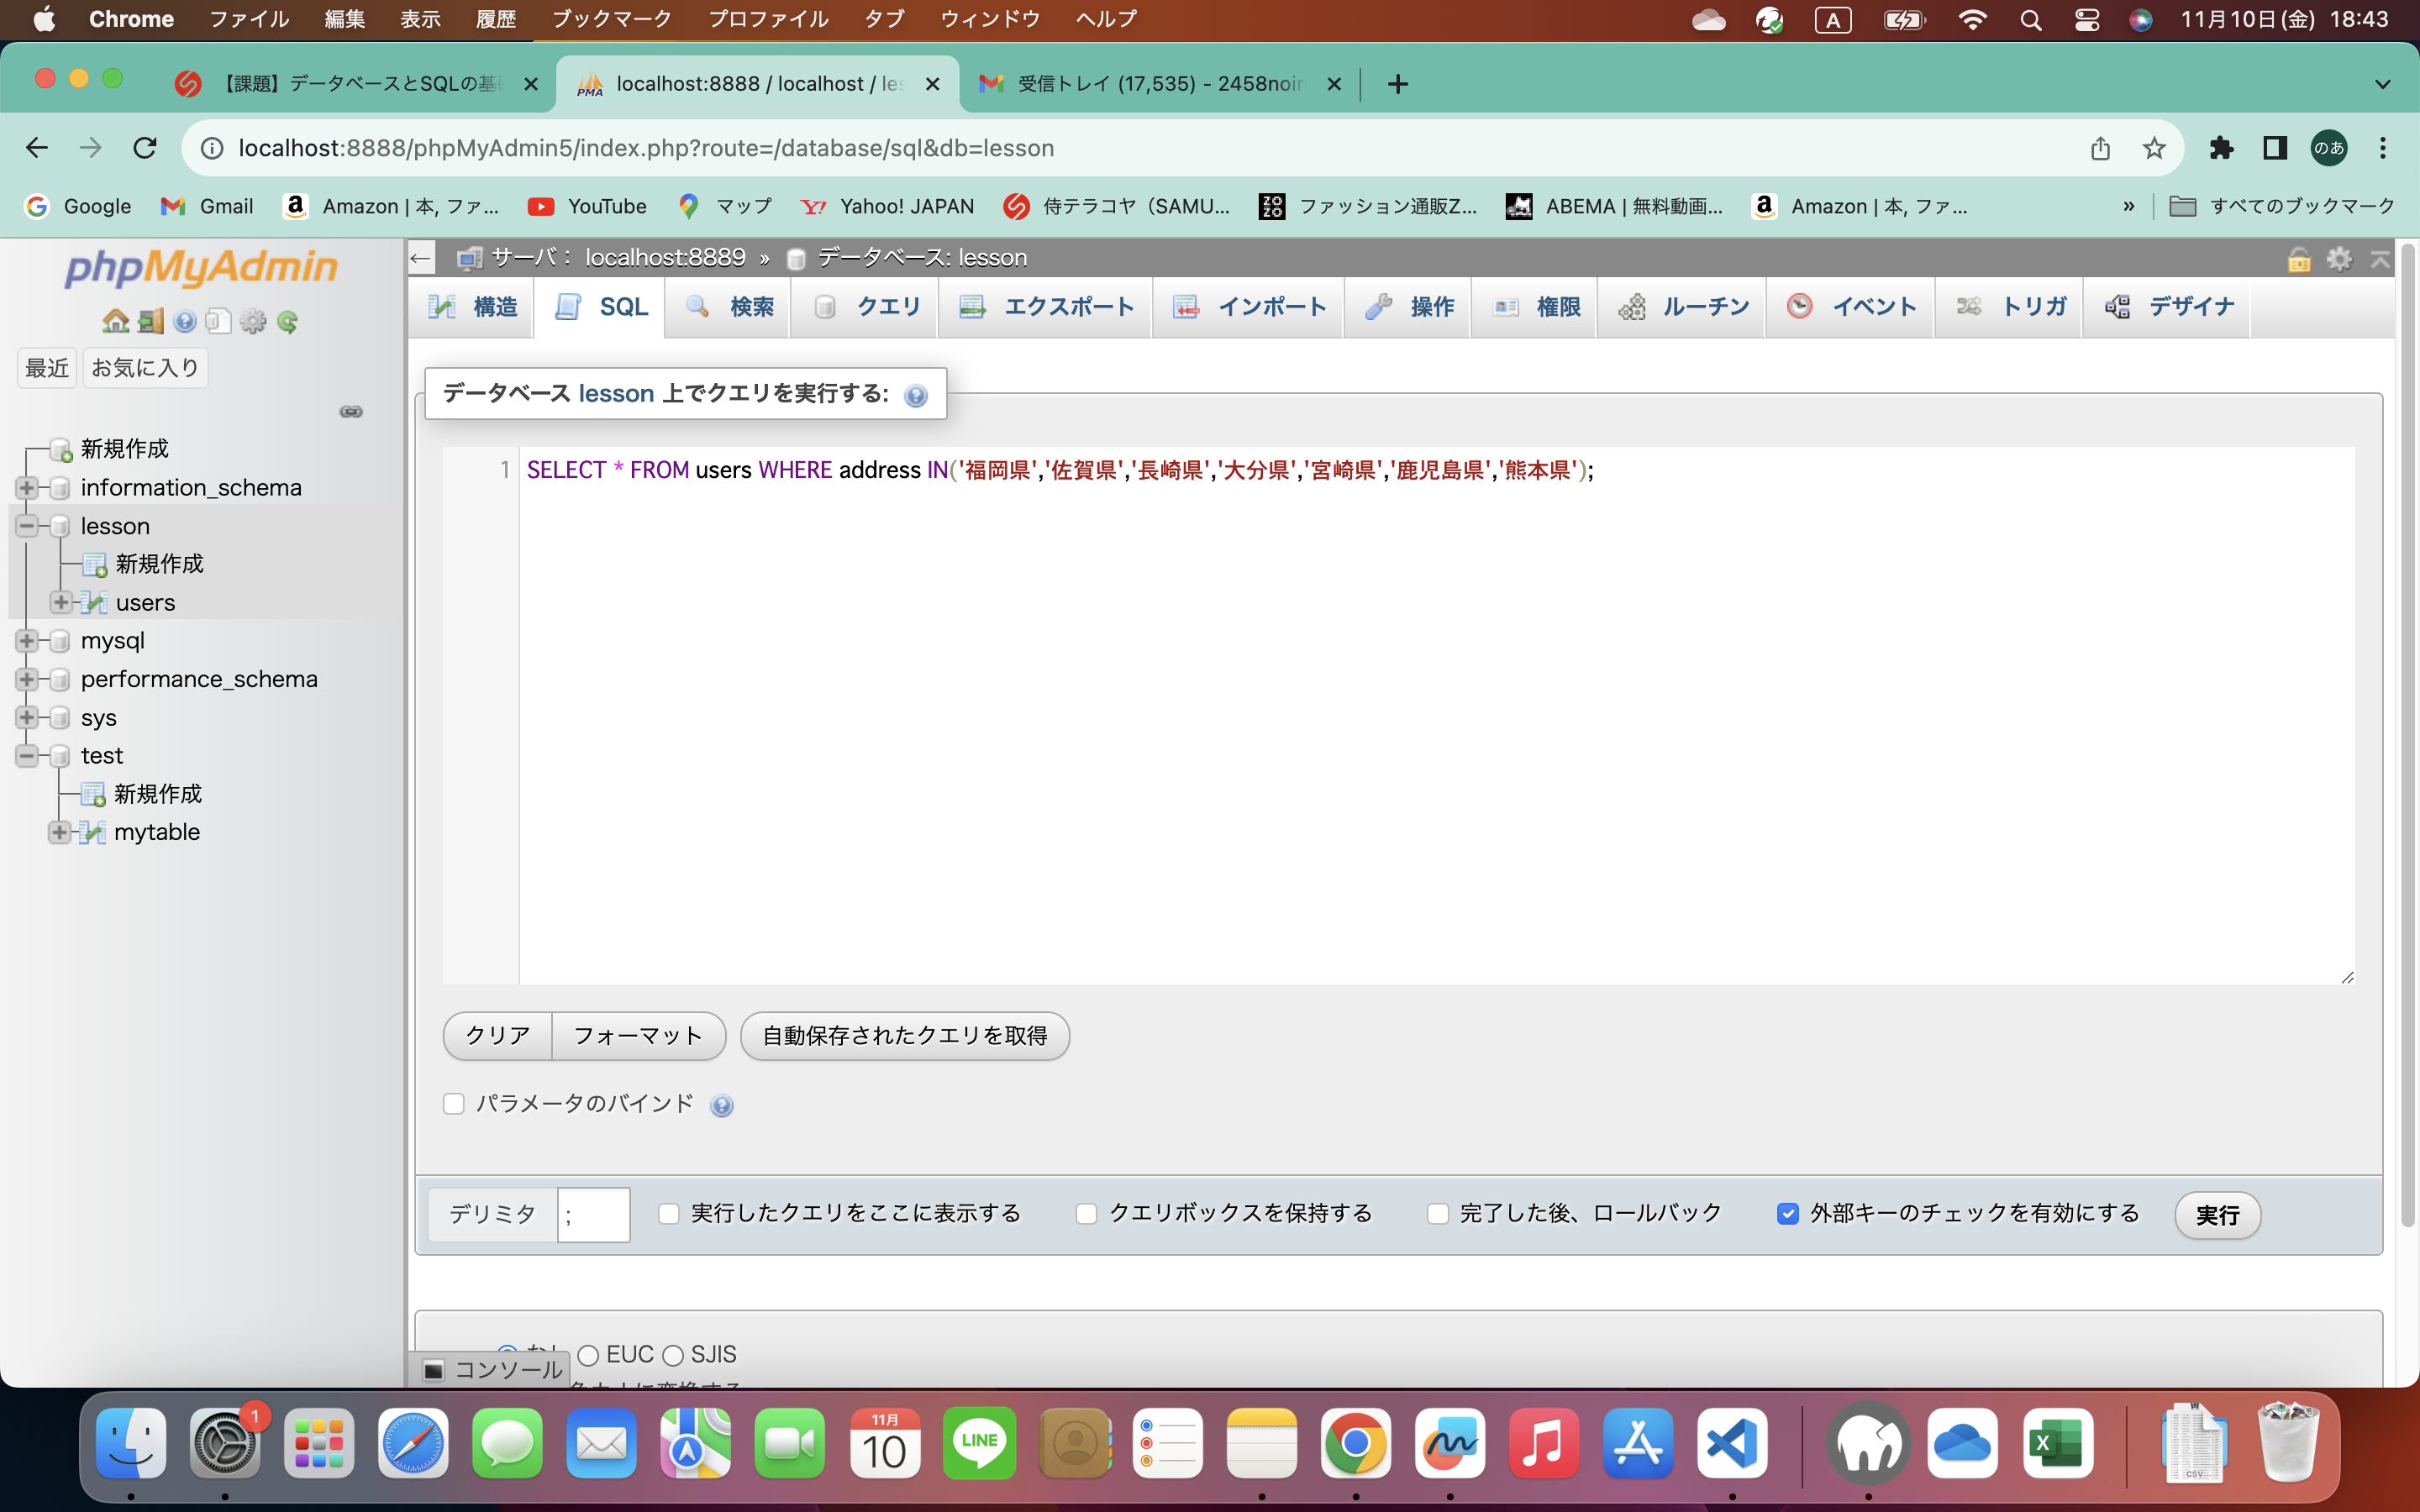 Chrome ファイル 編集 表示 履歴 ブックマーク プロファイル タブ ウィンドウ ヘルプ A 11月10日(金) 18:43
【課題】データベースとSQLの基 localhost:8888 / localhost / les 受信トレイ (17,535) - 2458noir
PMA
localhost:8888/phpMyAdmin5/index.php?route=/database/sql&db=lesson のあ
Google Gmail Amazon | 本, ファ... YouTube マップ Yahoo! JAPAN 侍テラコヤ（SAMU... ファッション通販Z... ABEMA | 無料動画... Amazon | 本, ファ... » すべてのブックマーク
phpMyAdmin
最近 お気に入り
新規作成
information_schema
lesson
新規作成
users
mysql
performance_schema
sys
test
新規作成
mytable
サーバ： localhost:8889 » データベース: lesson
構造 SQL 検索 クエリ エクスポート インポート 操作 権限 ルーチン イベント トリガ デザイナ
データベース lesson 上でクエリを実行する:
1 SELECT * FROM users WHERE address IN('福岡県','佐賀県','長崎県','大分県','宮崎県','鹿児島県','熊本県');
クリア フォーマット 自動保存されたクエリを取得
パラメータのバインド
デリミタ ; 実行したクエリをここに表示する クエリボックスを保持する 完了した後、ロールバック 外部キーのチェックを有効にする 実行
EUC SJIS
コンソール
1
11月
10
LINE
X
CSV